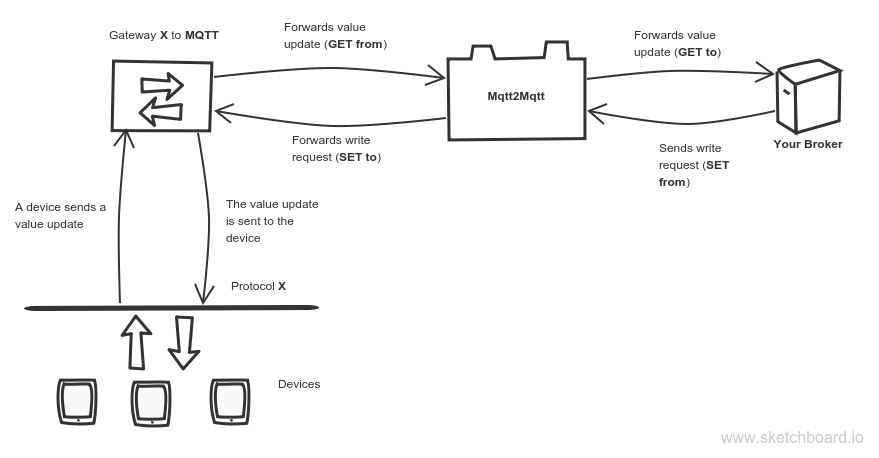 Gateway X to MQTT
Forwards value
update (GET from)
Forwards value
update (GET to)
Mqtt2Mqtt
Forwards write
request (SET to)
Your Broker
Sends write
request (SET
from)
A device sends a
value update
The value update
is sent to the
device
Protocol X
Devices
www.sketchboard.io